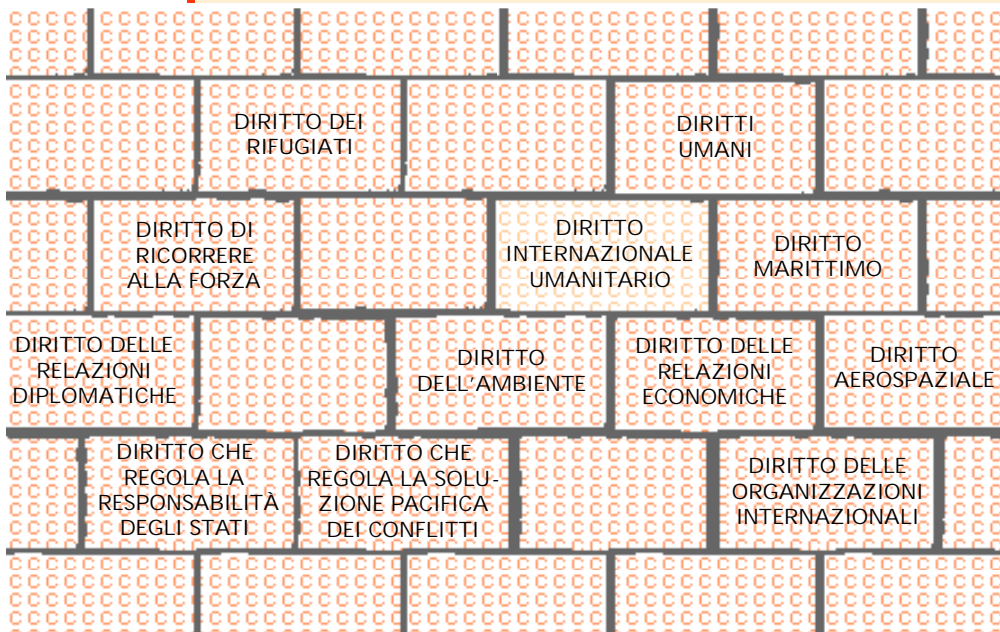 DIRITTO DEI
RIFUGIATI
DIRITTI
UMANI
DIRITTO DI
RICORRERE
ALLA FORZA
DIRITTO
INTERNAZIONALE
UMANITARIO
DIRITTO
MARITTIMO
DIRITTO DELLE
RELAZIONI
DIPLOMATICHE
DIRITTO
DELL'AMBIENTE
DIRITTO DELLE
RELAZIONI
ECONOMICHE
DIRITTO
AEROSPAZIALE
DIRITTO CHE
REGOLA LA
RESPONSABILITÀ
DEGLI STATI
DIRITTO CHE
REGOLA LA SOLU-
ZIONE PACIFICA
DEI CONFLITTI
DIRITTO DELLE
ORGANIZZAZIONI
INTERNAZIONALI